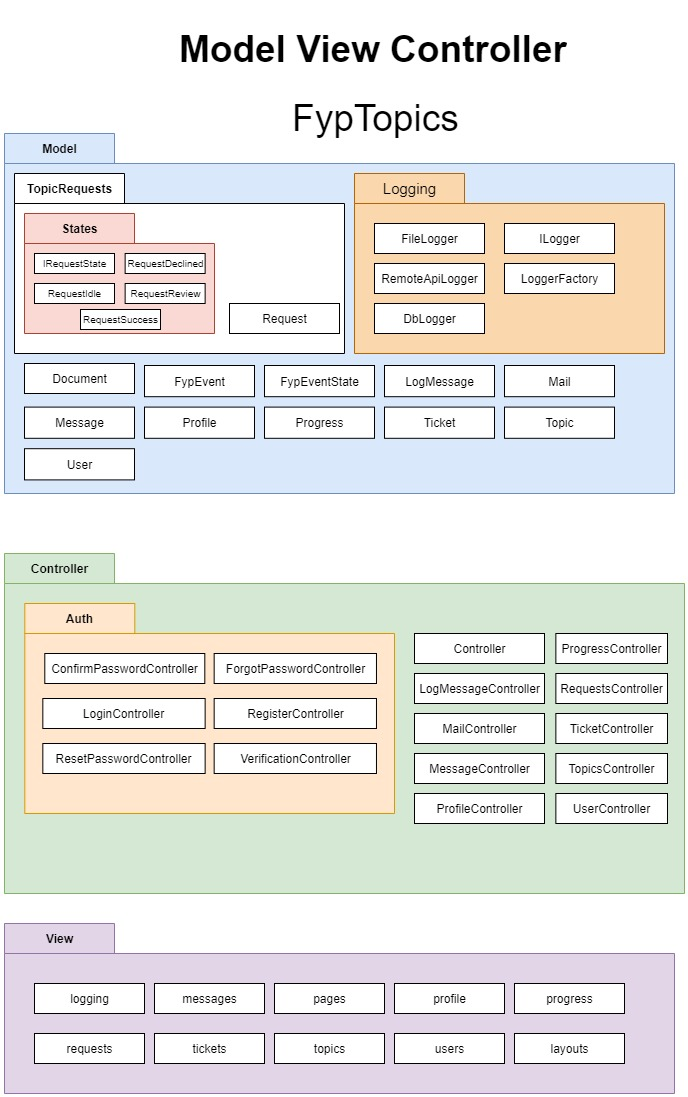 Model View Controller
FypTopics
Model
TopicRequests
States
IRequestState
RequestDeclined
RequestIdle
RequestReview
RequestSuccess
Request
Logging
FileLogger
ILogger
RemoteApiLogger
LoggerFactory
DbLogger
Document
FypEvent
FypEventState
LogMessage
Mail
Message
Profile
Progress
Ticket
Topic
User
Controller
Auth
ConfirmPasswordController
ForgotPasswordController
LoginController
RegisterController
ResetPasswordController
VerificationController
Controller
ProgressController
LogMessageController
RequestsController
MailController
TicketController
MessageController
TopicsController
ProfileController
UserController
View
logging
messages
pages
profile
progress
requests
tickets
topics
users
layouts